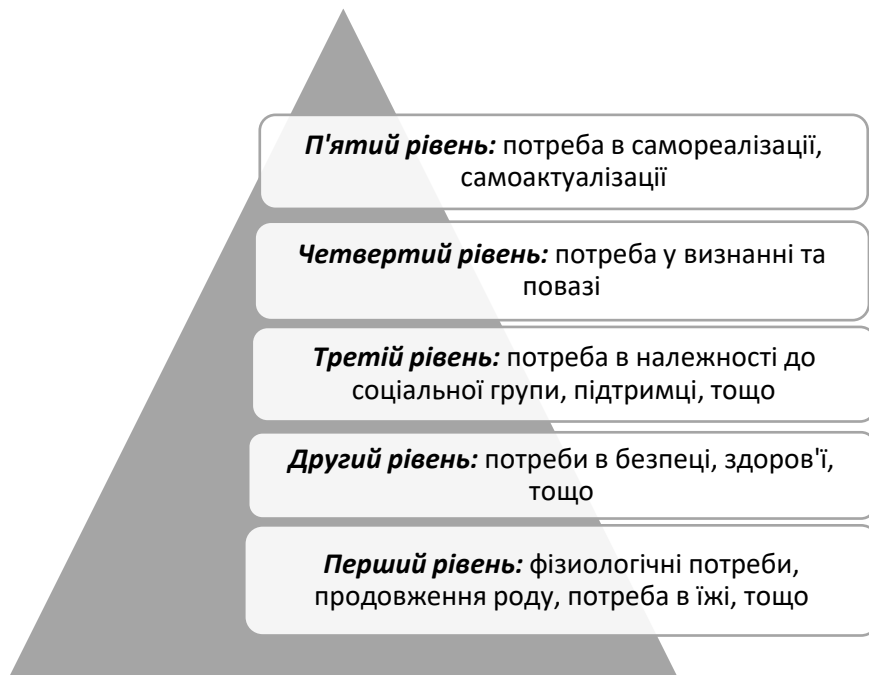 П'ятий рівень: потреба в самореалізації,
самоактуалізації
Четвертий рівень: потреба у визнанні та
повазі
Третій рівень: потреба в належності до
соціальної групи, підтримці, тощо
Другий рівень: потреби в безпеці, здоров'ї,
тощо
Перший рівень: фізиологічні потреби,
продовження роду, потреба в їжі, тощо